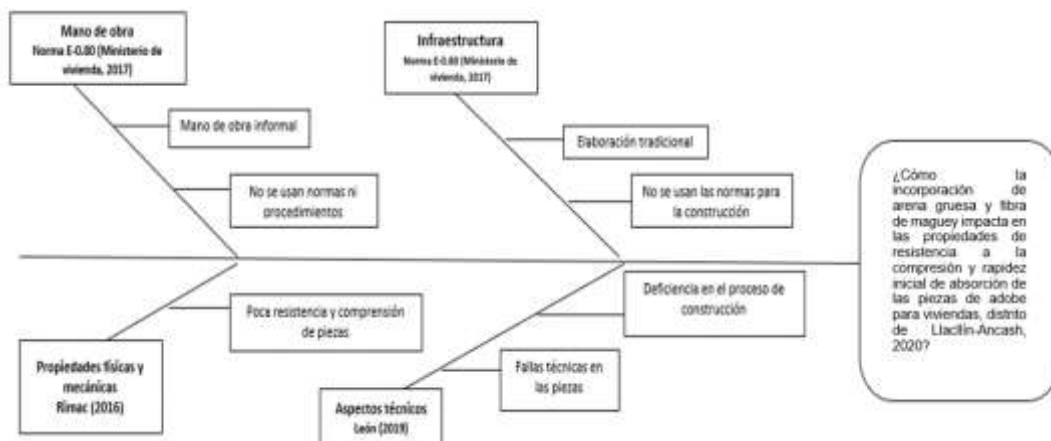 Mano de obra
Norma E-0.80 (Ministerio de
vivienda, 2017)
Infraestructura
Norma E-0.80 (Ministerio de
vivienda, 2017)
Mano de obra informal
Elaboración tradicional
No se usan normas ni
procedimientos
No se usan las normas para
la construcción
¿Cómo la
incorporación de
arena gruesa y fibra
de maguey impacta en
las propiedades de
resistencia a la
compresión y rapidez
inicial de absorción de
las piezas de adobe
para viviendas, distrito
de Llacllín-Ancash,
2020?
Poca resistencia y comprensión
de piezas
Deficiencia en el proceso de
construcción
Propiedades físicas y
mecánicas
Rimac (2016)
Fallas técnicas en
las piezas
Aspectos técnicos
León (2019)